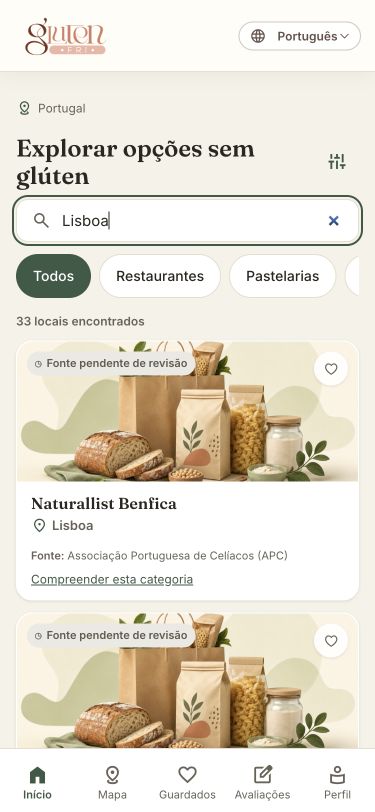 gluten
FRI
Português
Portugal
Explorar opções sem
glúten
Lisboa
Todos
Restaurantes
Pastelarias
33 locais encontrados
Fonte pendente de revisão
Naturallist Benfica
Lisboa
Fonte: Associação Portuguesa de Celíacos (APC)
Compreender esta categoria
Fonte pendente de revisão
Início
Mapa
Guardados
Avaliações
Perfil